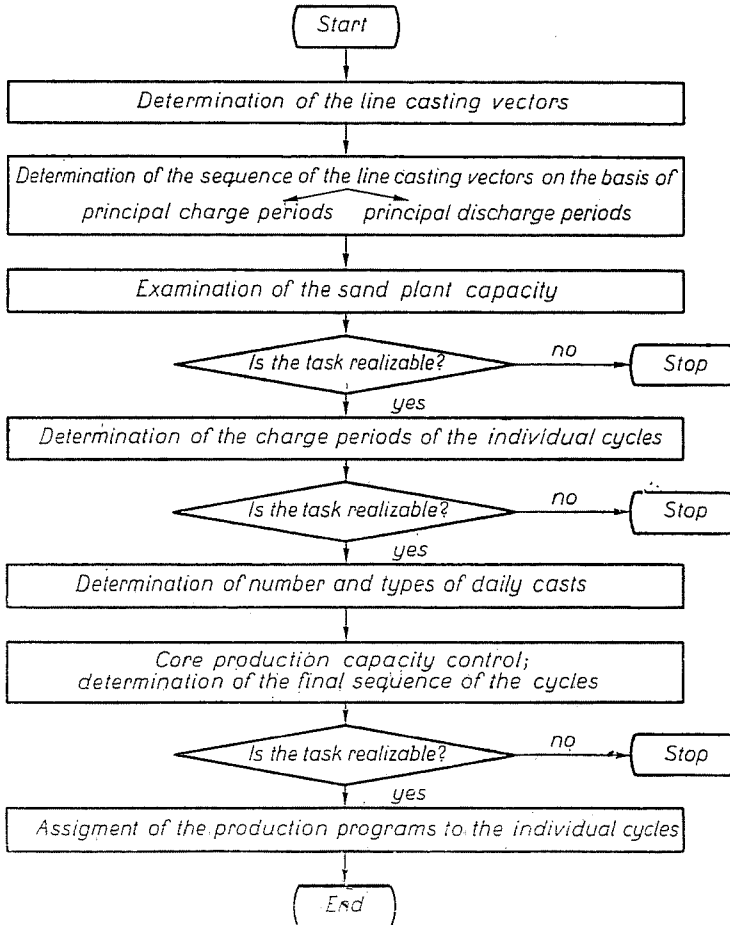 Start
Determination of the line casting vectors
Determination of the sequence of the line casting vectors on the basis of
principal charge periods principal discharge periods
Examination of the sand plant capacity
Is the task realizable?
no
Stop
yes
Determination of the charge periods of the individual cycles
Is the task realizable?
no
Stop
yes
Determination of number and types of daily casts
Core production capacity control;
determination of the final sequence of the cycles
Is the task realizable?
no
Stop
yes
Assigment of the production programs to the individual cycles
End